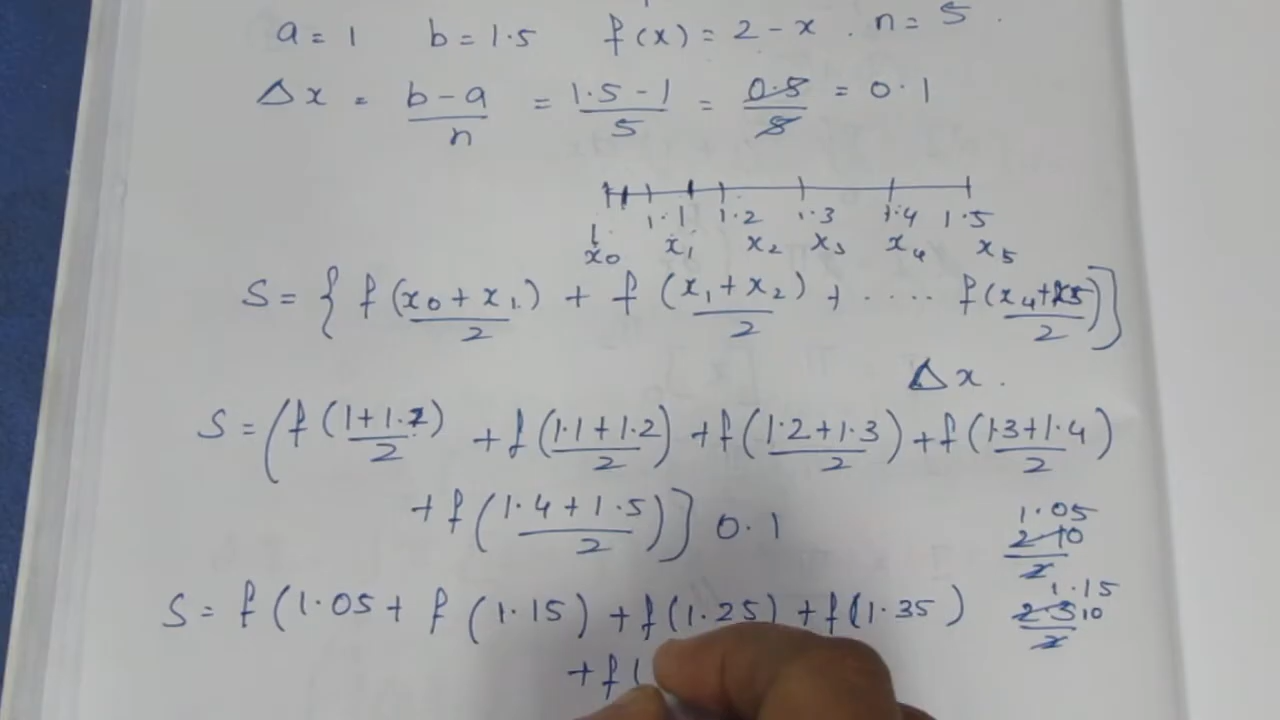 a = 1 b = 1.5 f(x) = 2 - x . n = 5 .
Δx = b-a/n = 1.5-1/5 = 0.5/5 = 0.1
1.1 1.2 1.3 1.4 1.5
1
x₀ x₁ x₂ x₃ x₄ x₅
S = { f(x₀+x₁/2) + f(x₁+x₂/2) + .... f(x₄+x5/2)]
Δx .
S = (f(1+1.1/2) + f(1.1+1.2/2) + f(1.2+1.3/2) + f(1.3+1.4/2)
+ f(1.4+1.5/2)] 0.1
1.05
2.10/2
S = f(1.05 + f(1.15) + f(1.25) + f(1.35)
1.15
2.310/2
+ f(